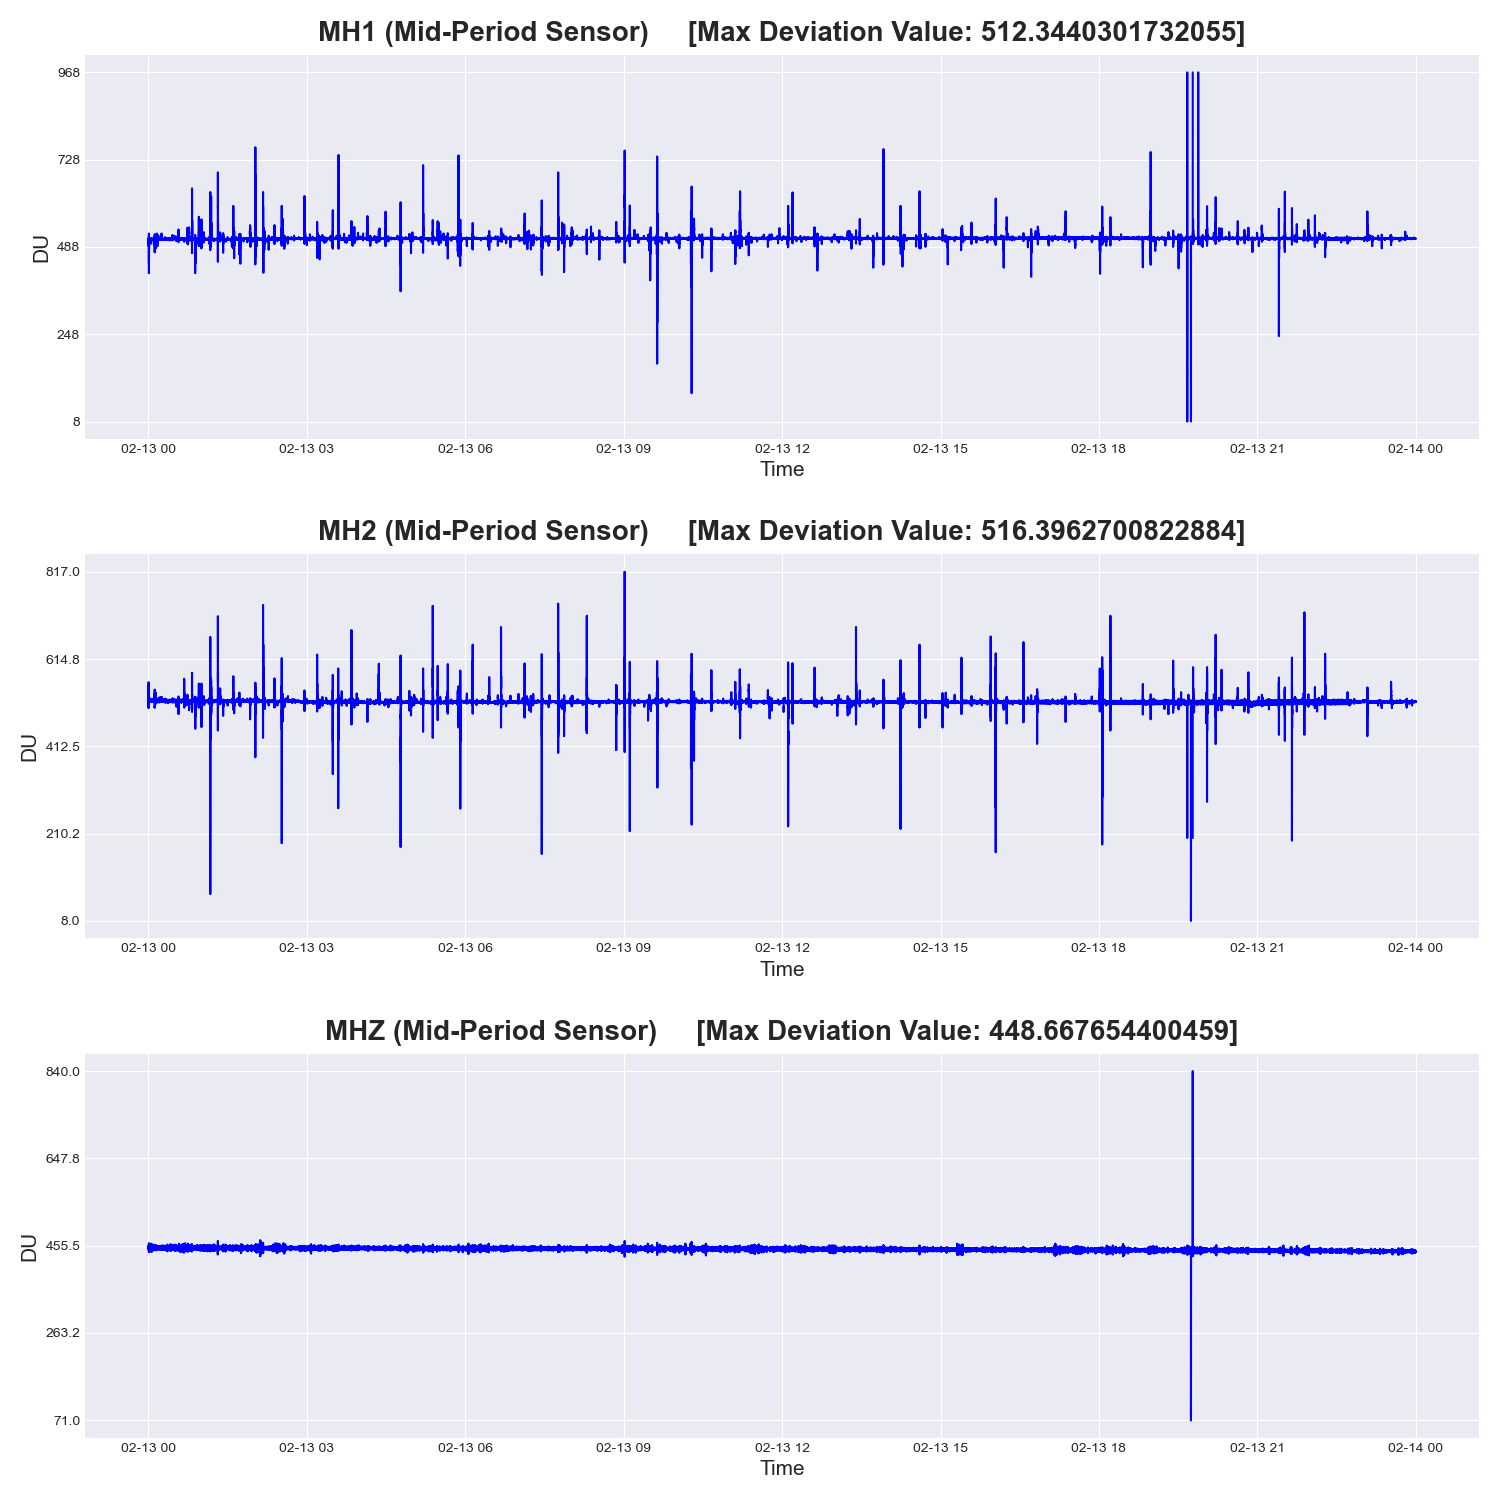 MH1 (Mid-Period Sensor) [Max Deviation Value: 512.3440301732055]
968
728
488
248
8
DU
02-13 00 02-13 03 02-13 06 02-13 09 02-13 12 02-13 15 02-13 18 02-13 21 02-14 00
Time
MH2 (Mid-Period Sensor) [Max Deviation Value: 516.3962700822884]
817.0
614.8
412.5
210.2
8.0
DU
02-13 00 02-13 03 02-13 06 02-13 09 02-13 12 02-13 15 02-13 18 02-13 21 02-14 00
Time
MHZ (Mid-Period Sensor) [Max Deviation Value: 448.667654400459]
840.0
647.8
455.5
263.2
71.0
DU
02-13 00 02-13 03 02-13 06 02-13 09 02-13 12 02-13 15 02-13 18 02-13 21 02-14 00
Time